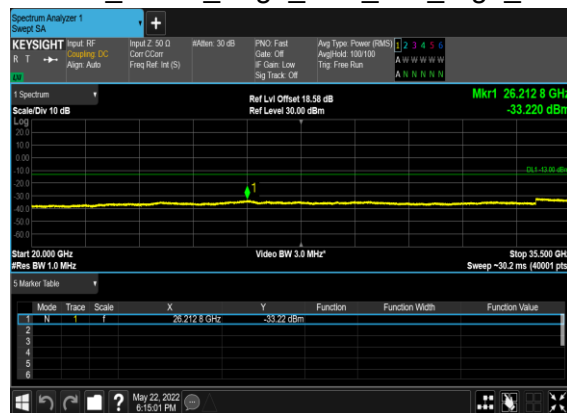 Spectrum Analyzer 1
Swept SA
+
KEYSIGHT Input: RF Input Z: 50 Ω #Atten: 30 dB PNO: Fast Avg Type: Power (RMS) 1 2 3 4 5 6
R T Coupling: DC Corr CCorr Gate: Off Avg|Hold: 100/100 A W W W W W
Align: Auto Freq Ref: Int (S) IF Gain: Low Trig: Free Run
Sig Track: Off A N N N N N
1 Spectrum Ref Lvl Offset 18.58 dB Mkr1 26.212 8 GHz
Scale/Div 10 dB Ref Level 30.00 dBm -33.220 dBm
Log
20.0
10.0
0.00
-10.0 DL1 -13.00 dBm
-20.0 1
-30.0
-40.0
-50.0
-60.0
Start 20.000 GHz Video BW 3.0 MHz* Stop 35.500 GHz
#Res BW 1.0 MHz Sweep ~30.2 ms (40001 pts)
5 Marker Table
Mode Trace Scale X Y Function Function Width Function Value
1 N 1 f 26.212 8 GHz -33.22 dBm
2
3
4
5
6
? May 22, 2022
6:15:01 PM